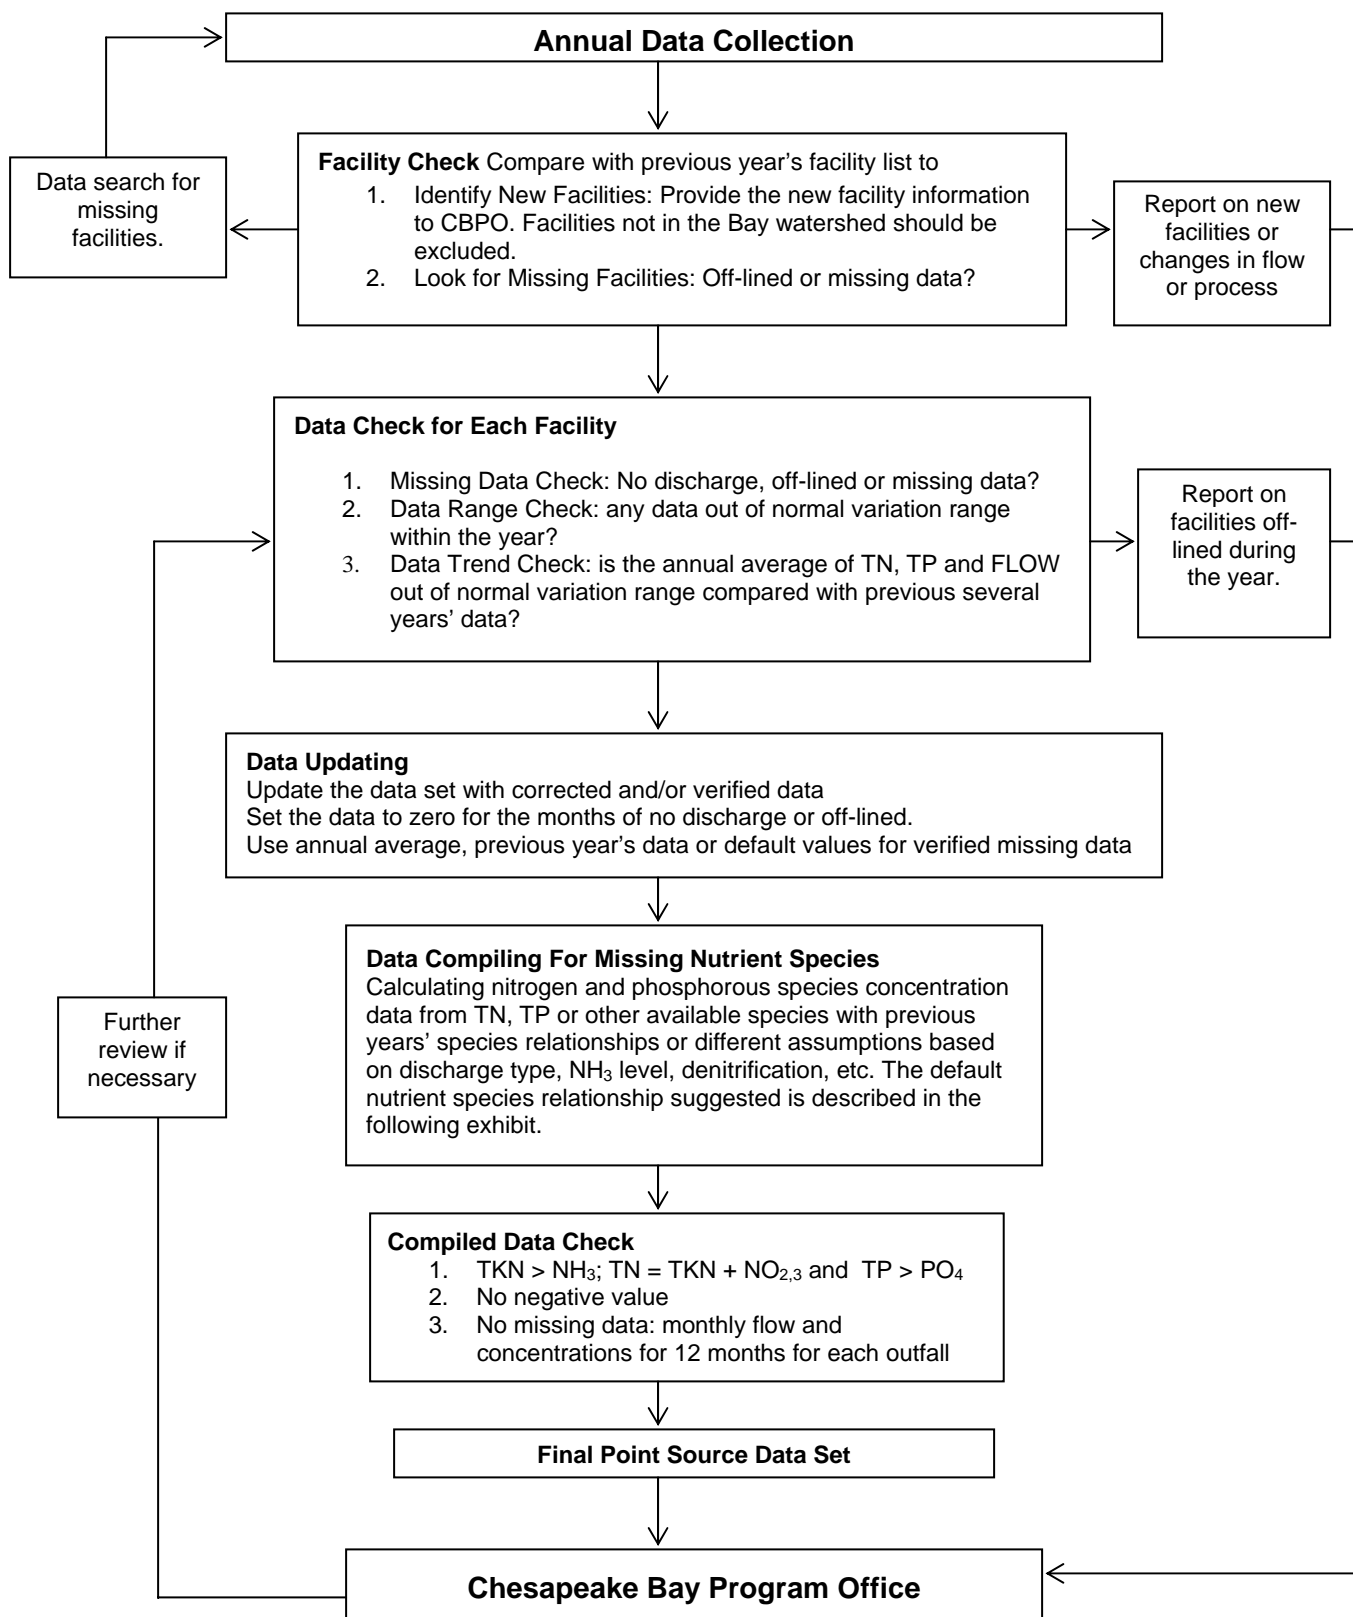 Annual Data Collection
Facility Check Compare with previous year’s facility list to
1. Identify New Facilities: Provide the new facility information
to CBPO. Facilities not in the Bay watershed should be
excluded.
2. Look for Missing Facilities: Off-lined or missing data?
Data search for
missing
facilities.
Report on new
facilities or
changes in flow
or process
Data Check for Each Facility
1. Missing Data Check: No discharge, off-lined or missing data?
2. Data Range Check: any data out of normal variation range
within the year?
3. Data Trend Check: is the annual average of TN, TP and FLOW
out of normal variation range compared with previous several
years’ data?
Report on
facilities off-
lined during
the year.
Data Updating
Update the data set with corrected and/or verified data
Set the data to zero for the months of no discharge or off-lined.
Use annual average, previous year’s data or default values for verified missing data
Data Compiling For Missing Nutrient Species
Calculating nitrogen and phosphorous species concentration
data from TN, TP or other available species with previous
years’ species relationships or different assumptions based
on discharge type, NH₃ level, denitrification, etc. The default
nutrient species relationship suggested is described in the
following exhibit.
Further
review if
necessary
Compiled Data Check
1. TKN > NH₃; TN = TKN + NO₂,₃ and TP > PO₄
2. No negative value
3. No missing data: monthly flow and
concentrations for 12 months for each outfall
Final Point Source Data Set
Chesapeake Bay Program Office